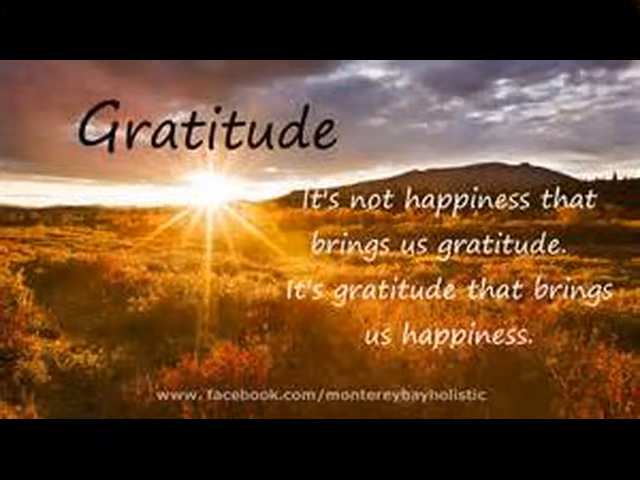 Gratitude
It's not happiness that
brings us gratitude.
It's gratitude that brings
us happiness.
www.facebook.com/montereybayholistic